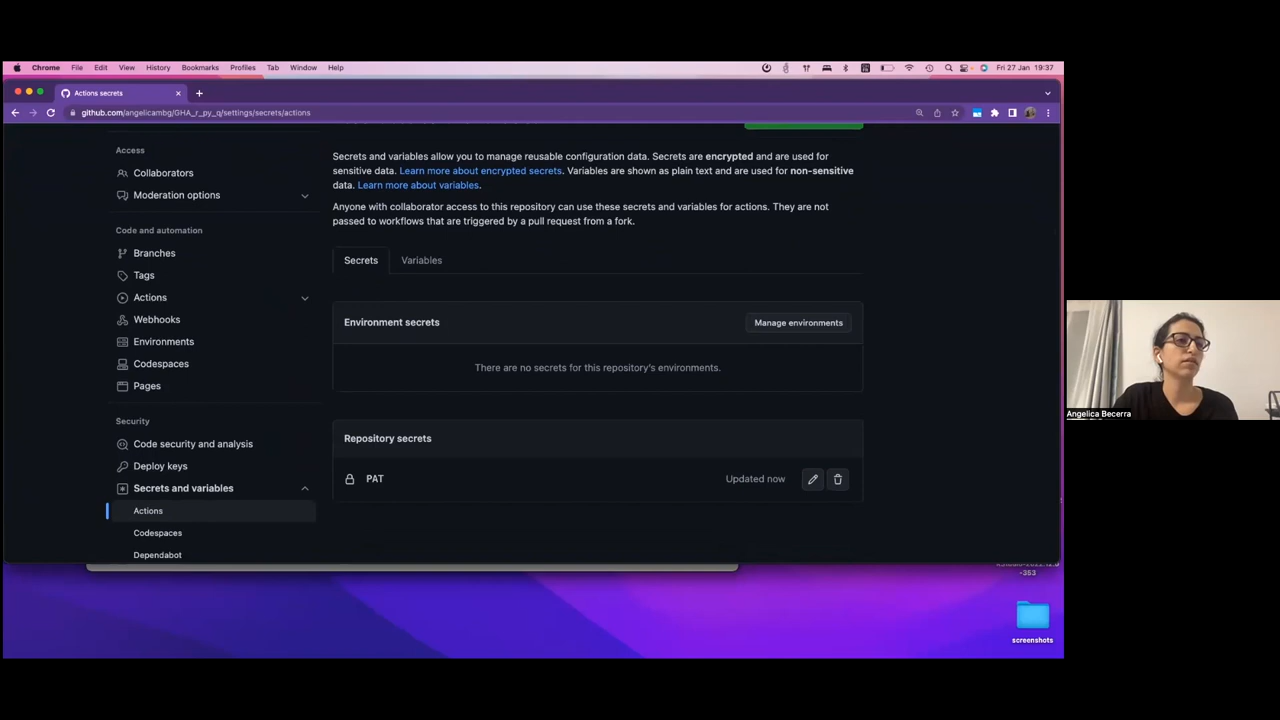 Chrome File Edit View History Bookmarks Profiles Tab Window Help
Fri 27 Jan 19:37
Actions secrets
github.com/angelicambg/GHA_r_py_q/settings/secrets/actions
Access
Collaborators
Moderation options
Code and automation
Branches
Tags
Actions
Webhooks
Environments
Codespaces
Pages
Security
Code security and analysis
Deploy keys
Secrets and variables
Actions
Codespaces
Dependabot
Secrets and variables allow you to manage reusable configuration data. Secrets are encrypted and are used for
sensitive data. Learn more about encrypted secrets. Variables are shown as plain text and are used for non-sensitive
data. Learn more about variables.
Anyone with collaborator access to this repository can use these secrets and variables for actions. They are not
passed to workflows that are triggered by a pull request from a fork.
Secrets Variables
Environment secrets Manage environments
There are no secrets for this repository's environments.
Repository secrets
PAT Updated now
-353
screenshots
Angelica Becerra